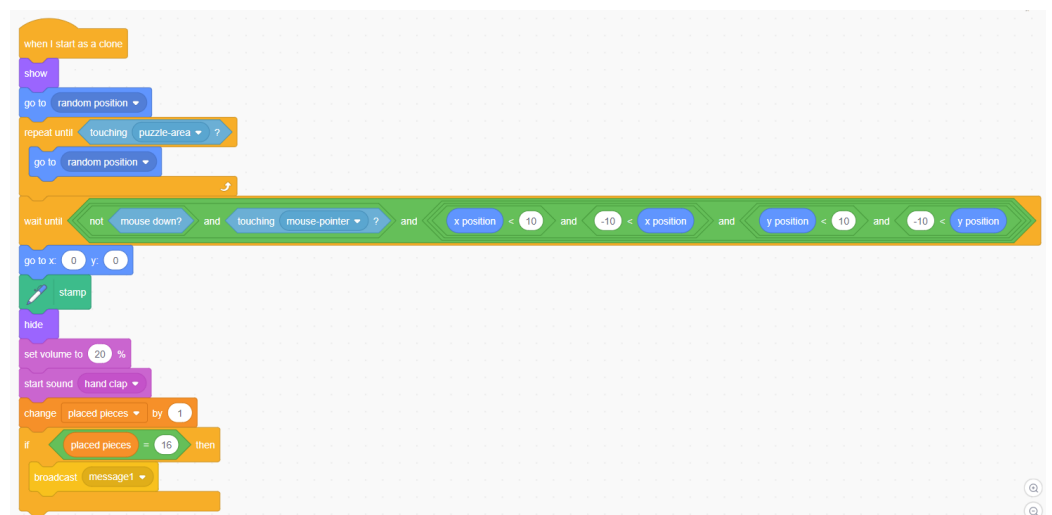 when I start as a clone
show
go to random position
repeat until touching puzzle-area ?
go to random position
wait until not mouse down? and touching mouse-pointer ? and x position < 10 and -10 < x position and y position < 10 and -10 < y position
go to x: 0 y: 0
stamp
hide
set volume to 20 %
start sound hand clap
change placed pieces by 1
if placed pieces = 16 then
broadcast message1